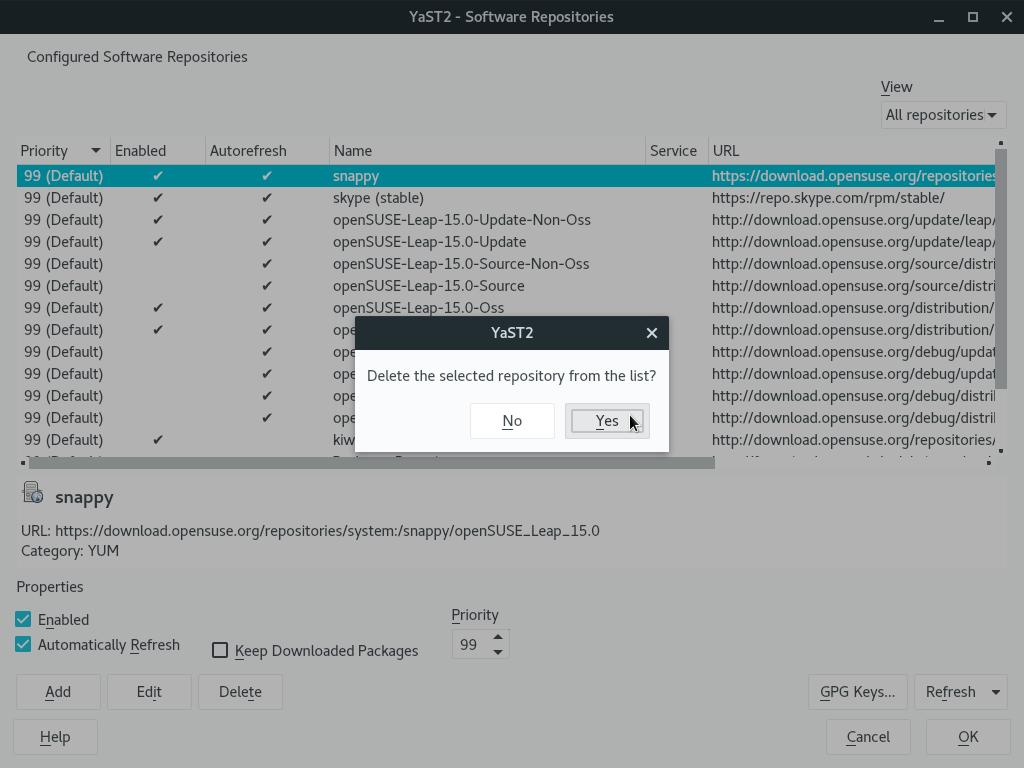 YaST2 - Software Repositories
Configured Software Repositories
View
All repositories
Priority Enabled Autorefresh Name Service URL
99 (Default) ✔ ✔ snappy https://download.opensuse.org/repositories
99 (Default) ✔ ✔ skype (stable) https://repo.skype.com/rpm/stable/
99 (Default) ✔ ✔ openSUSE-Leap-15.0-Update-Non-Oss http://download.opensuse.org/update/leap/
99 (Default) ✔ ✔ openSUSE-Leap-15.0-Update http://download.opensuse.org/update/leap/
99 (Default) ✔ openSUSE-Leap-15.0-Source-Non-Oss http://download.opensuse.org/source/distri
99 (Default) ✔ openSUSE-Leap-15.0-Source http://download.opensuse.org/source/distri
99 (Default) ✔ ✔ openSUSE-Leap-15.0-Oss http://download.opensuse.org/distribution/
99 (Default) ✔ ✔ ope http://download.opensuse.org/distribution/
99 (Default) ✔ ope http://download.opensuse.org/debug/updat
99 (Default) ✔ ope http://download.opensuse.org/debug/updat
99 (Default) ✔ ope http://download.opensuse.org/debug/distril
99 (Default) ✔ ope http://download.opensuse.org/debug/distril
99 (Default) ✔ kiw http://download.opensuse.org/repositories/
YaST2
Delete the selected repository from the list?
No Yes
snappy
URL: https://download.opensuse.org/repositories/system:/snappy/openSUSE_Leap_15.0
Category: YUM
Properties
Enabled
Automatically Refresh
Keep Downloaded Packages
Priority
99
Add Edit Delete GPG Keys... Refresh
Help Cancel OK